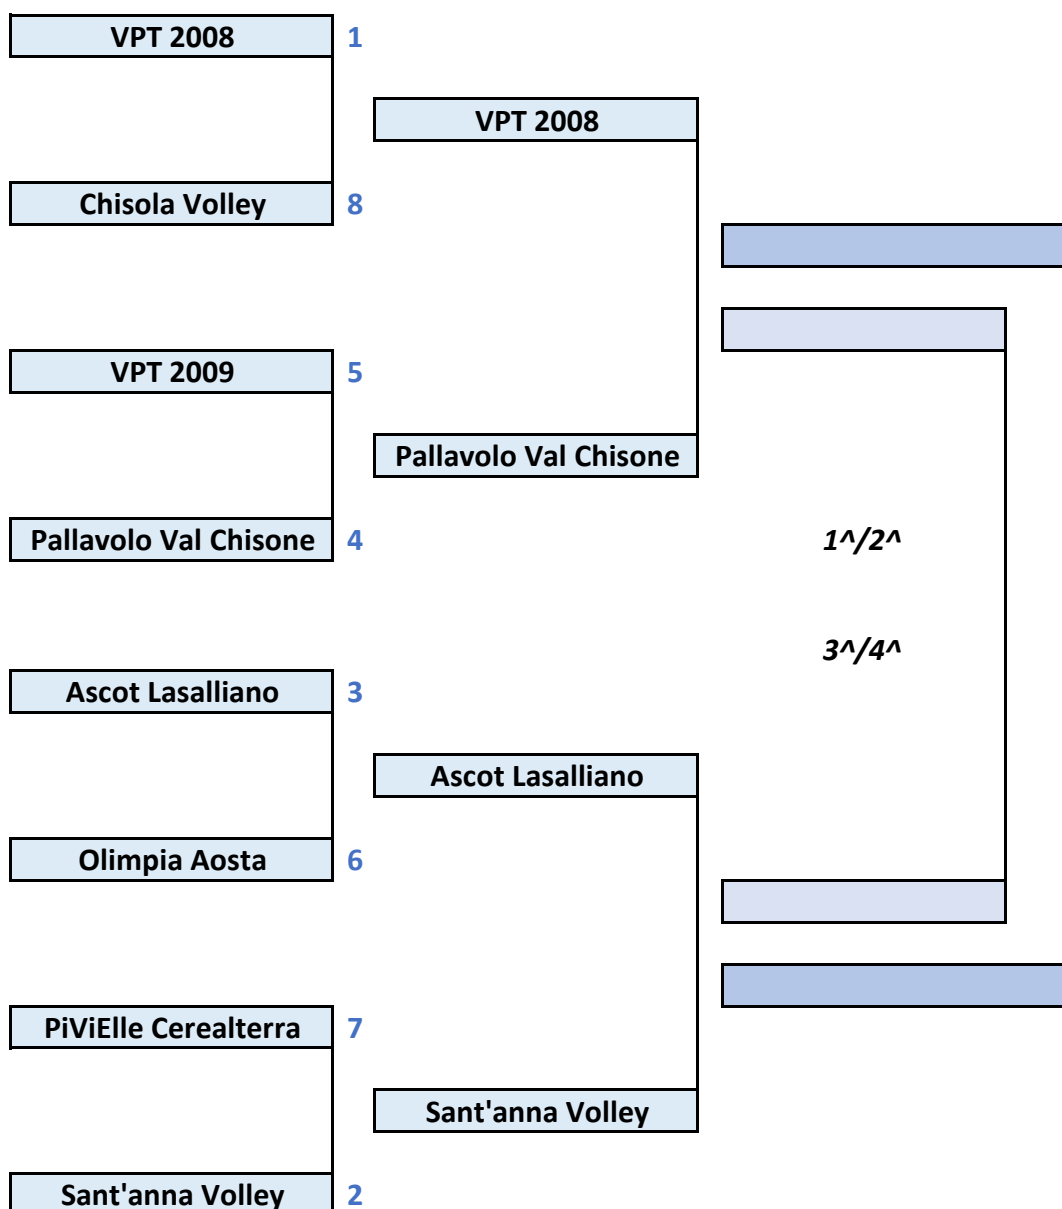 VPT 2008 1
VPT 2008
Chisola Volley 8
VPT 2009 5
Pallavolo Val Chisone
Pallavolo Val Chisone 4
1^/2^
3^/4^
Ascot Lasalliano 3
Ascot Lasalliano
Olimpia Aosta 6
PiViElle Cerealterra 7
Sant'anna Volley
Sant'anna Volley 2